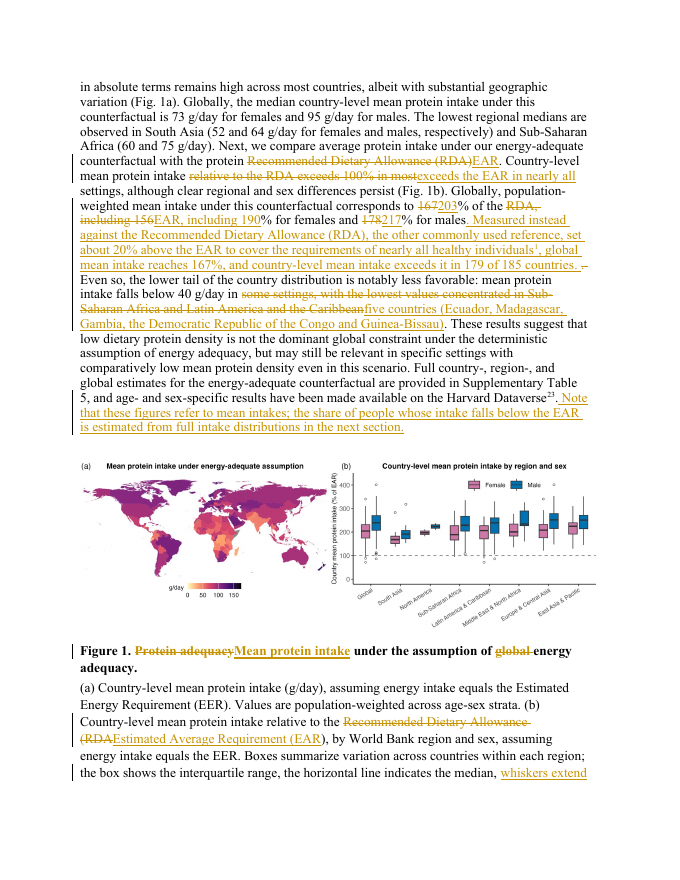 in absolute terms remains high across most countries, albeit with substantial geographic
variation (Fig. 1a). Globally, the median country-level mean protein intake under this
counterfactual is 73 g/day for females and 95 g/day for males. The lowest regional medians are
observed in South Asia (52 and 64 g/day for females and males, respectively) and Sub-Saharan
Africa (60 and 75 g/day). Next, we compare average protein intake under our energy-adequate
counterfactual with the protein Recommended Dietary Allowance (RDA)EAR. Country-level
mean protein intake relative to the RDA exceeds 100% in mostexceeds the EAR in nearly all
settings, although clear regional and sex differences persist (Fig. 1b). Globally, population-
weighted mean intake under this counterfactual corresponds to 167203% of the RDA,
including 156EAR, including 190% for females and 178217% for males. Measured instead
against the Recommended Dietary Allowance (RDA), the other commonly used reference, set
about 20% above the EAR to cover the requirements of nearly all healthy individuals1, global
mean intake reaches 167%, and country-level mean intake exceeds it in 179 of 185 countries. .
Even so, the lower tail of the country distribution is notably less favorable: mean protein
intake falls below 40 g/day in some settings, with the lowest values concentrated in Sub-
Saharan Africa and Latin America and the Caribbeanfive countries (Ecuador, Madagascar,
Gambia, the Democratic Republic of the Congo and Guinea-Bissau). These results suggest that
low dietary protein density is not the dominant global constraint under the deterministic
assumption of energy adequacy, but may still be relevant in specific settings with
comparatively low mean protein density even in this scenario. Full country-, region-, and
global estimates for the energy-adequate counterfactual are provided in Supplementary Table
5, and age- and sex-specific results have been made available on the Harvard Dataverse23. Note
that these figures refer to mean intakes; the share of people whose intake falls below the EAR
is estimated from full intake distributions in the next section.
(a) Mean protein intake under energy-adequate assumption
g/day
0 50 100 150
(b) Country-level mean protein intake by region and sex
Female Male
Country mean protein intake (% of EAR)
400
300
200
100
0
Global
South Asia
North America
Sub-Saharan Africa
Latin America & Caribbean
Middle East & North Africa
Europe & Central Asia
East Asia & Pacific
Figure 1. Protein adequacyMean protein intake under the assumption of global energy
adequacy.
(a) Country-level mean protein intake (g/day), assuming energy intake equals the Estimated
Energy Requirement (EER). Values are population-weighted across age-sex strata. (b)
Country-level mean protein intake relative to the Recommended Dietary Allowance
(RDAEstimated Average Requirement (EAR), by World Bank region and sex, assuming
energy intake equals the EER. Boxes summarize variation across countries within each region;
the box shows the interquartile range, the horizontal line indicates the median, whiskers extend